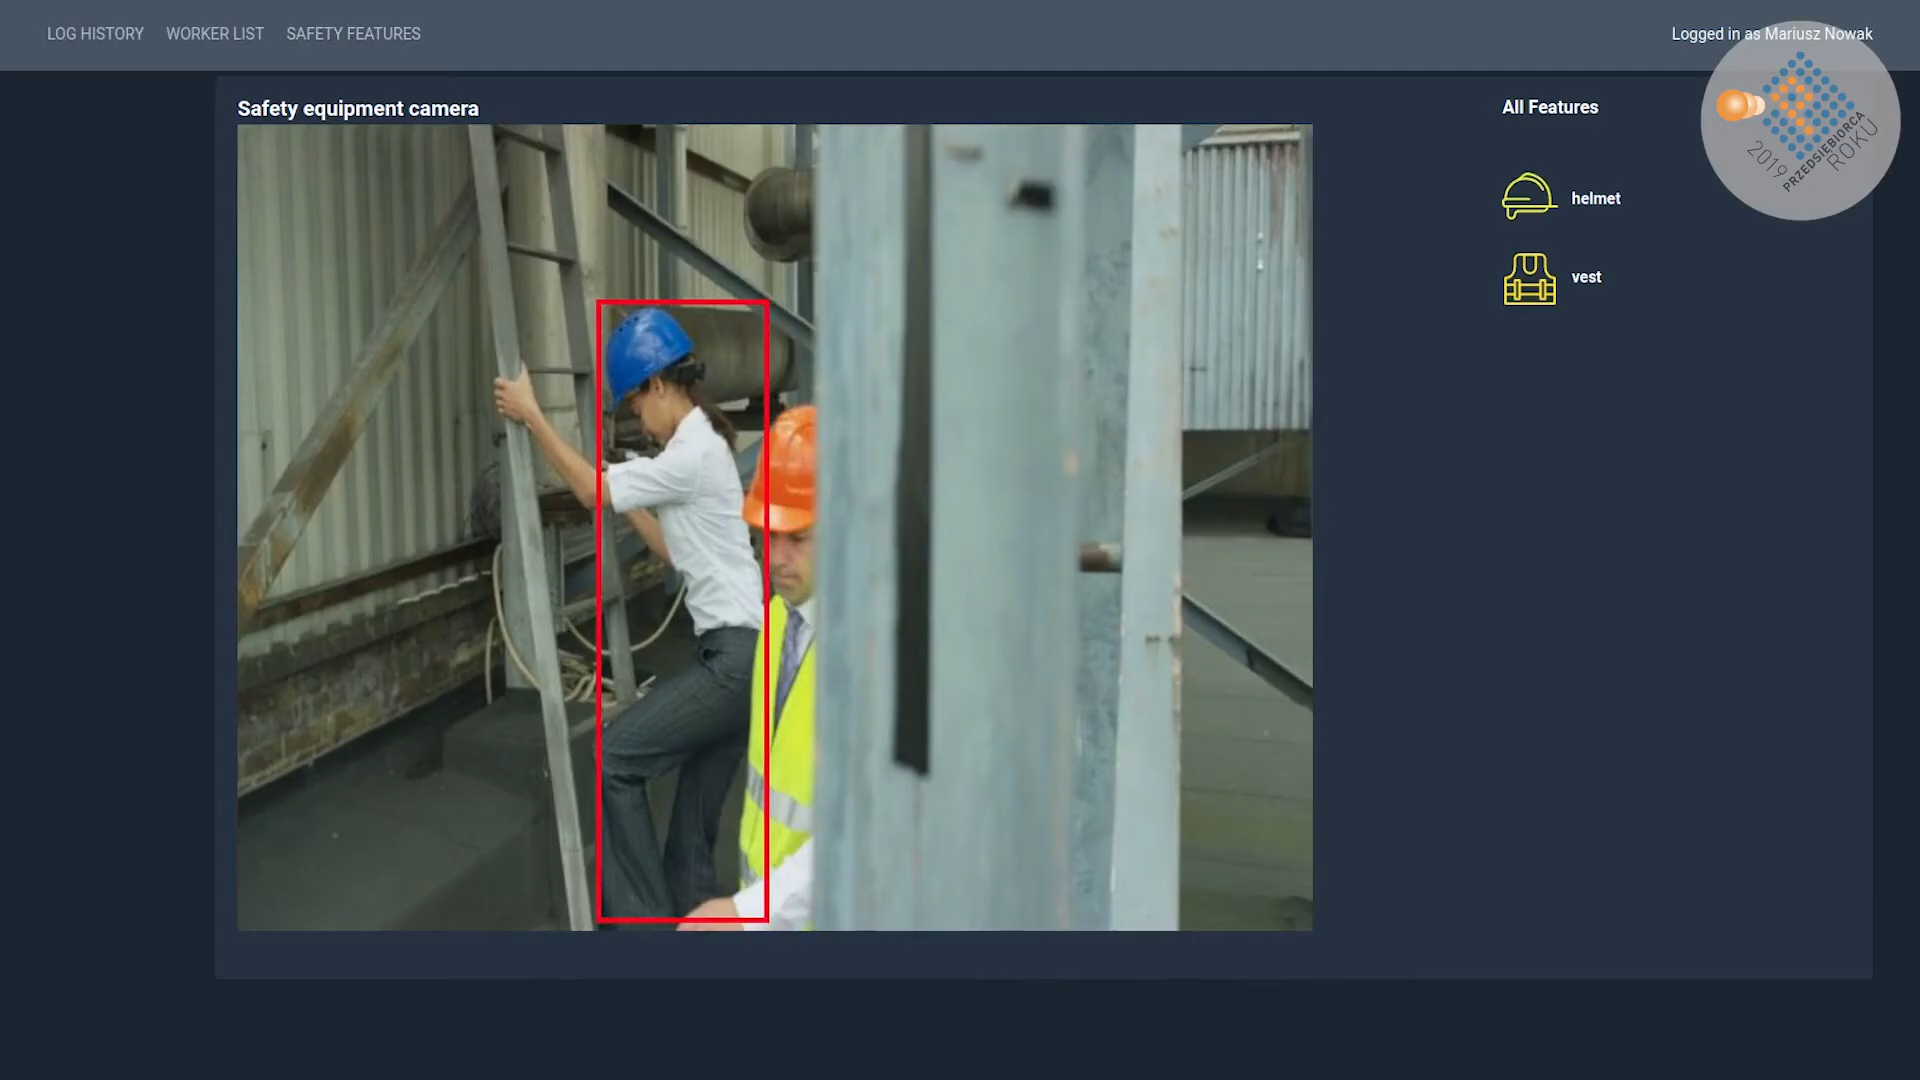 LOG HISTORY WORKER LIST SAFETY FEATURES
Logged in as Mariusz Nowak
Safety equipment camera
All Features
helmet
vest
2019
PRZEDSIĘBIORCA
ROKU